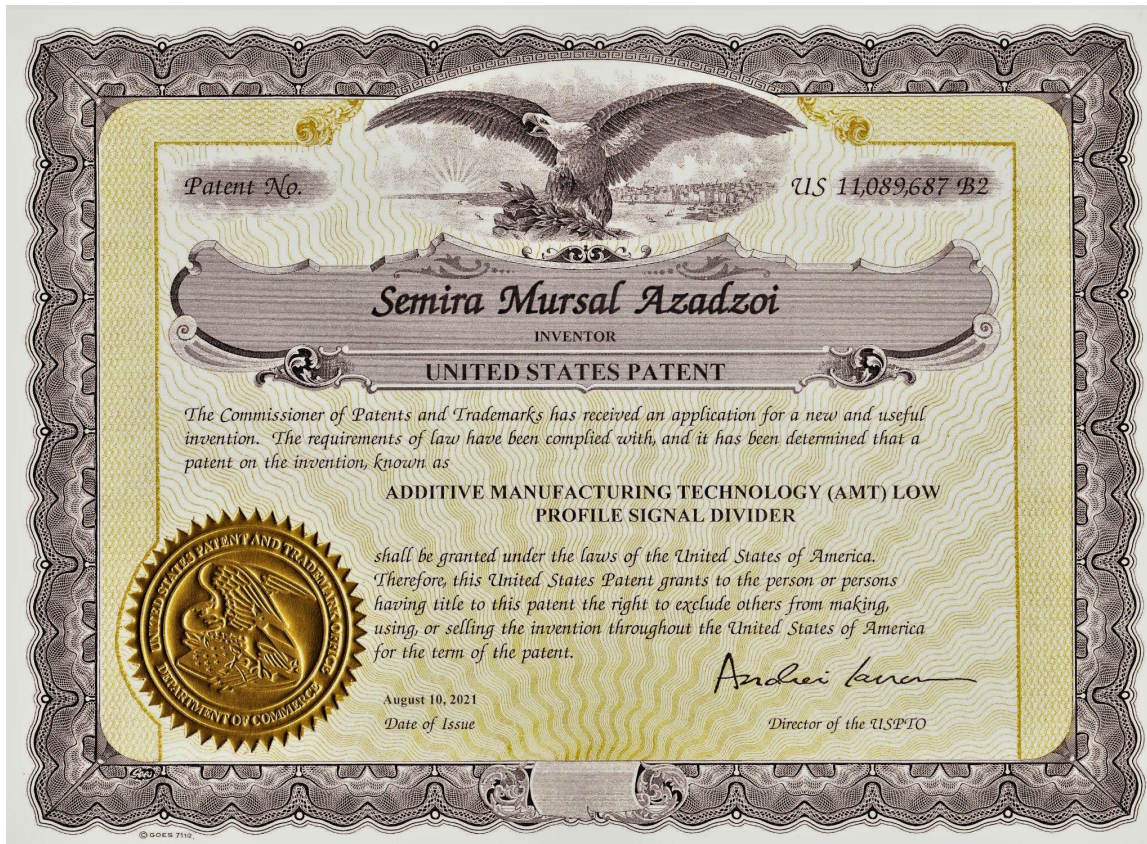 Patent No.
US 11,089,687 B2
Semira Mursal Azadzoi
INVENTOR
UNITED STATES PATENT
The Commissioner of Patents and Trademarks has received an application for a new and useful
invention. The requirements of law have been complied with, and it has been determined that a
patent on the invention, known as
ADDITIVE MANUFACTURING TECHNOLOGY (AMT) LOW
PROFILE SIGNAL DIVIDER
shall be granted under the laws of the United States of America.
Therefore, this United States Patent grants to the person or persons
having title to this patent the right to exclude others from making,
using, or selling the invention throughout the United States of America
for the term of the patent.
UNITED STATES PATENT AND TRADEMARK OFFICE
DEPARTMENT OF COMMERCE
August 10, 2021
Date of Issue
Director of the USPTO
© GOES 7112